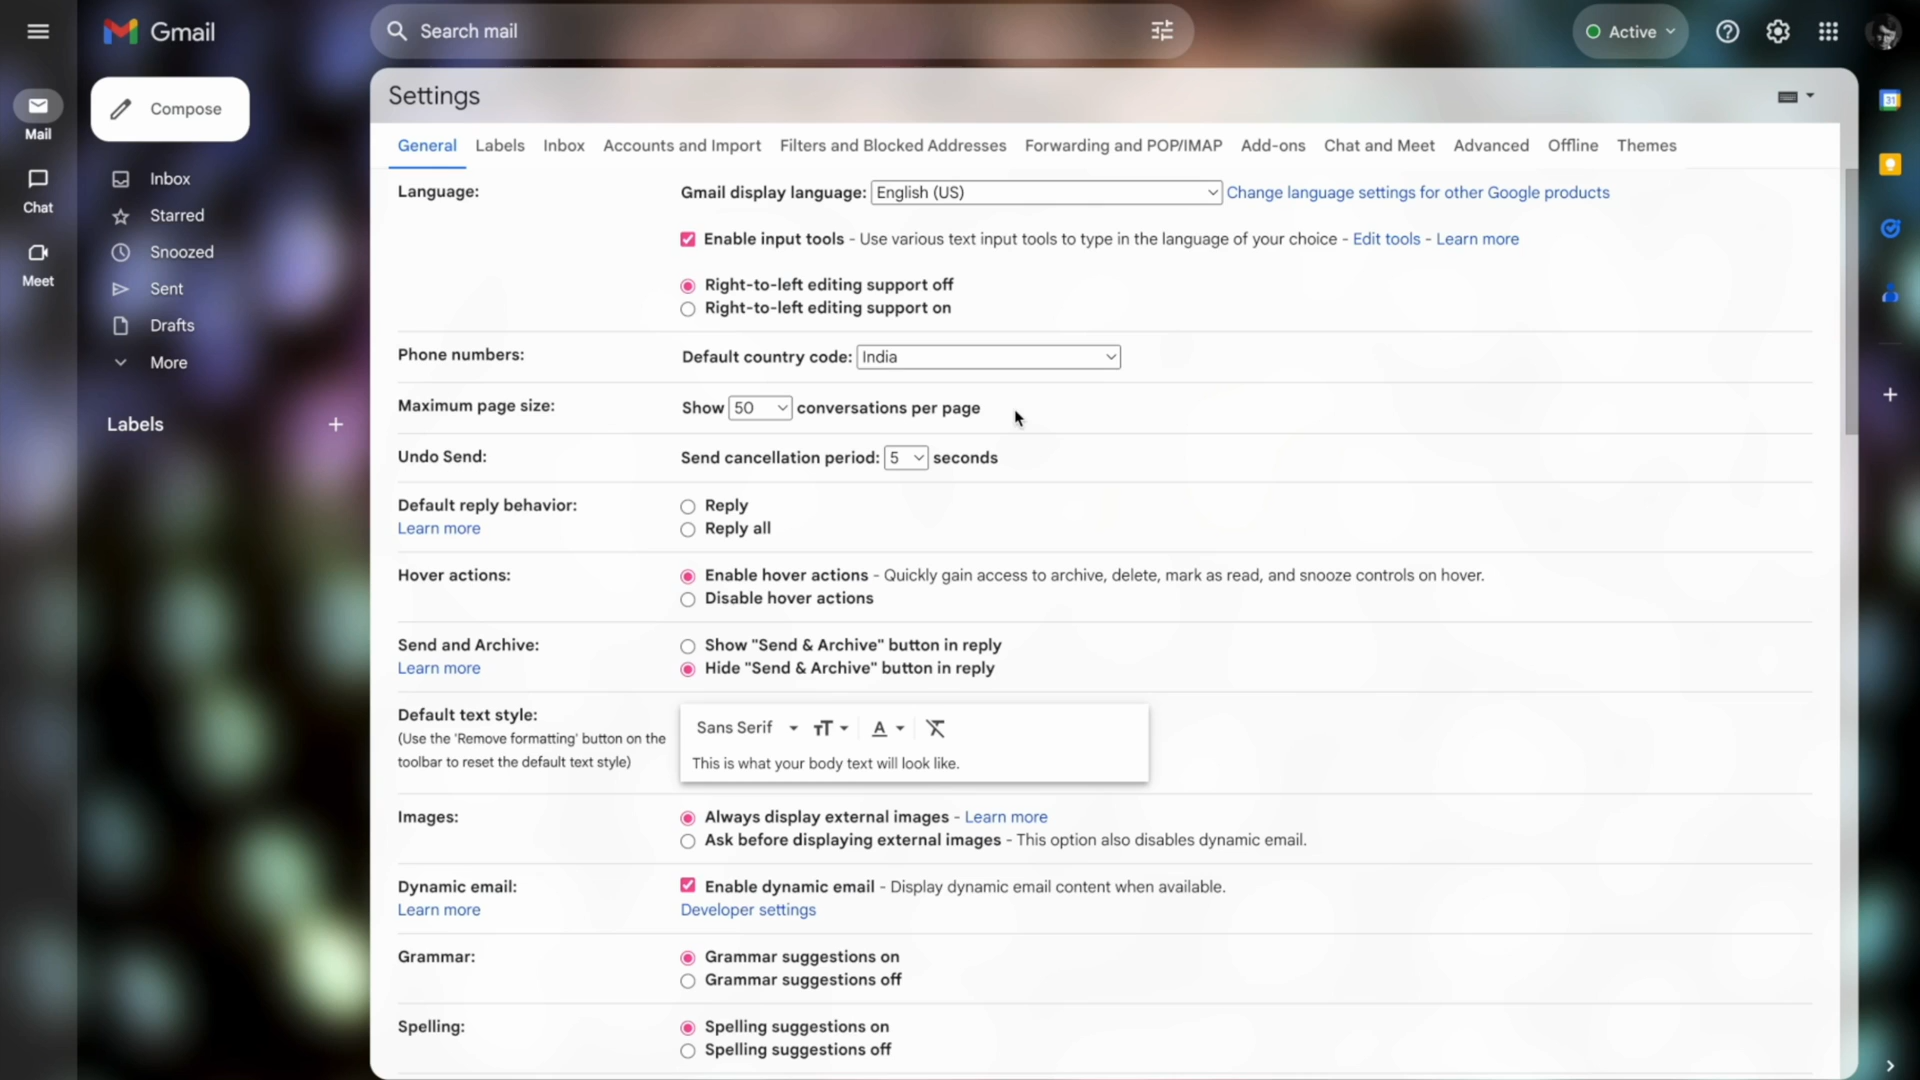 Gmail
Search mail
Active
Compose
Mail
Chat
Meet
Inbox
Starred
Snoozed
Sent
Drafts
More
Labels
Settings
General Labels Inbox Accounts and Import Filters and Blocked Addresses Forwarding and POP/IMAP Add-ons Chat and Meet Advanced Offline Themes
Language: Gmail display language: English (US) Change language settings for other Google products
Enable input tools - Use various text input tools to type in the language of your choice - Edit tools - Learn more
Right-to-left editing support off
Right-to-left editing support on
Phone numbers: Default country code: India
Maximum page size: Show 50 conversations per page
Undo Send: Send cancellation period: 5 seconds
Default reply behavior: Reply
Learn more Reply all
Hover actions: Enable hover actions - Quickly gain access to archive, delete, mark as read, and snooze controls on hover.
Disable hover actions
Send and Archive: Show "Send & Archive" button in reply
Learn more Hide "Send & Archive" button in reply
Default text style:
(Use the 'Remove formatting' button on the
toolbar to reset the default text style)
Sans Serif
This is what your body text will look like.
Images: Always display external images - Learn more
Ask before displaying external images - This option also disables dynamic email.
Dynamic email: Enable dynamic email - Display dynamic email content when available.
Learn more Developer settings
Grammar: Grammar suggestions on
Grammar suggestions off
Spelling: Spelling suggestions on
Spelling suggestions off
31